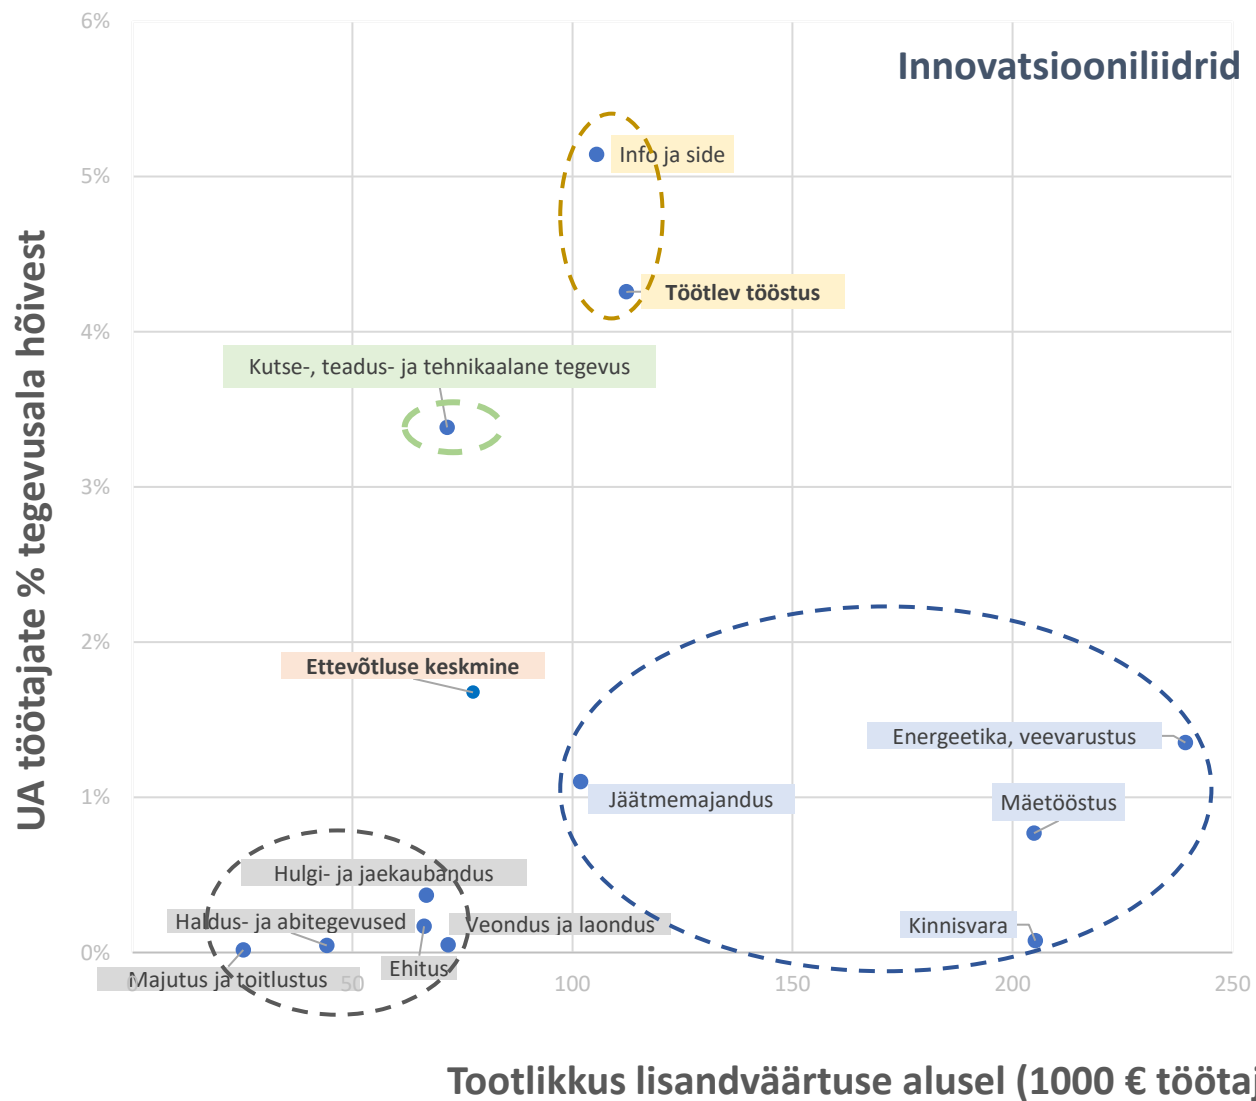 6%
Innovatsiooniliidrid
Info ja side
5%
Töötlev tööstus
4%
Kutse-, teadus- ja tehnikaalane tegevus
UA töötajate % tegevusala hõivest
3%
2%
Ettevõtluse keskmine
Energeetika, veevarustus
1%
Jäätmemajandus
Mäetööstus
Hulgi- ja jaekaubandus
Haldus- ja abitegevused
Veondus ja laondus
Kinnisvara
0%
Ehitus
Majutus ja toitlustus
0
50
100
150
200
250
Tootlikkus lisandväärtuse alusel (1000 € töötaj